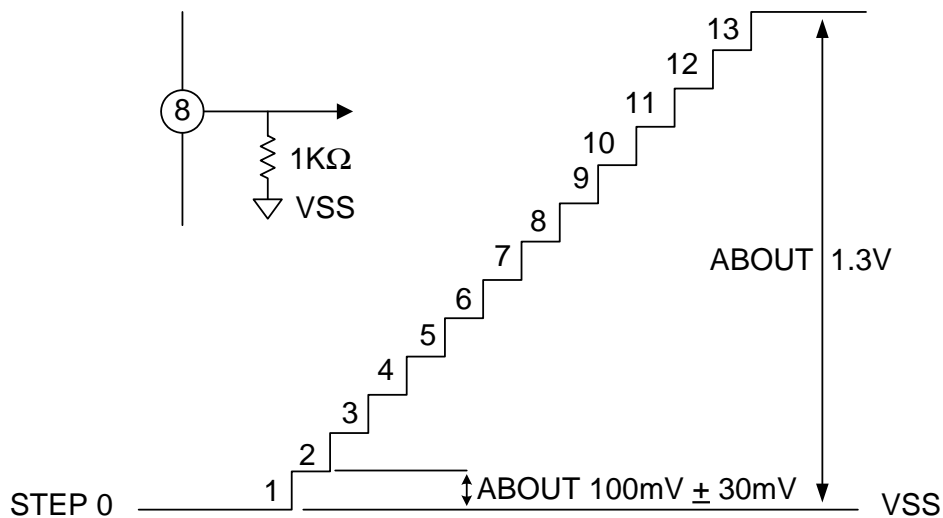 13
12
8
11
10
1KΩ
9
VSS
8
7
ABOUT 1.3V
6
5
4
3
2
1
ABOUT 100mV ± 30mV
STEP 0
VSS